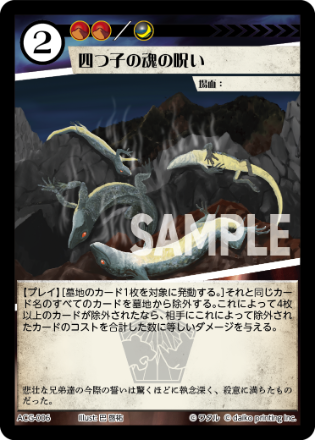 2
四つ子の魂の呪い
場面：
SAMPLE
【プレイ】【墓地のカード1枚を対象に発動する。】それと同じカー
ド名のすべてのカードを墓地から除外する。これによって4枚
以上のカードが除外されたなら、相手にこれによって除外され
たカードのコストを合計した数に等しいダメージを与える。
悲壮な兄弟達の今際の誓いは驚くほどに執念深く、殺意に満ちたもの
だった。
ACG-006
Illust:巴啓祐
© ククル © daiko printing inc.